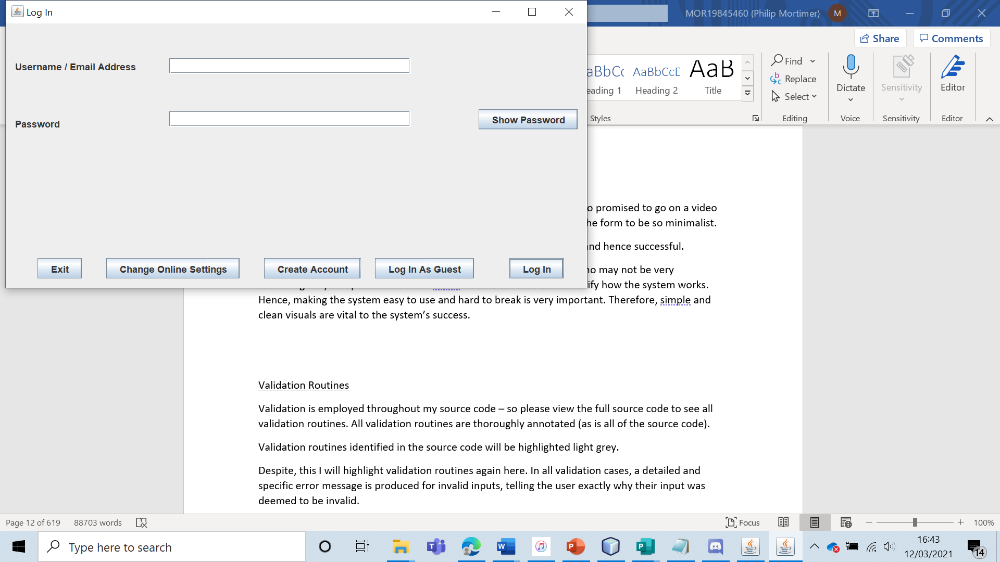 Log In
MOR19845460 (Philip Mortimer)
M
Share
Comments
Username / Email Address
Password
Show Password
Exit
Change Online Settings
Create Account
Log In As Guest
Log In
aBbCc
AaBbCcD
AaB
eading 1
Heading 2
Title
Styles
Find
Replace
Select
Editing
Dictate
Voice
Sensitivity
Sensitivity
Editor
Editor
o promised to go on a video
he form to be so minimalist.
nd hence successful.
ho may not be very
ify how the system works.
Hence, making the system easy to use and hard to break is very important. Therefore, simple and
clean visuals are vital to the system’s success.
Validation Routines
Validation is employed throughout my source code – so please view the full source code to see all
validation routines. All validation routines are thoroughly annotated (as is all of the source code).
Validation routines identified in the source code will be highlighted light grey.
Despite, this I will highlight validation routines again here. In all validation cases, a detailed and
specific error message is produced for invalid inputs, telling the user exactly why their input was
deemed to be invalid.
Page 12 of 619
88703 words
Focus
100%
Type here to search
16:43
12/03/2021
14